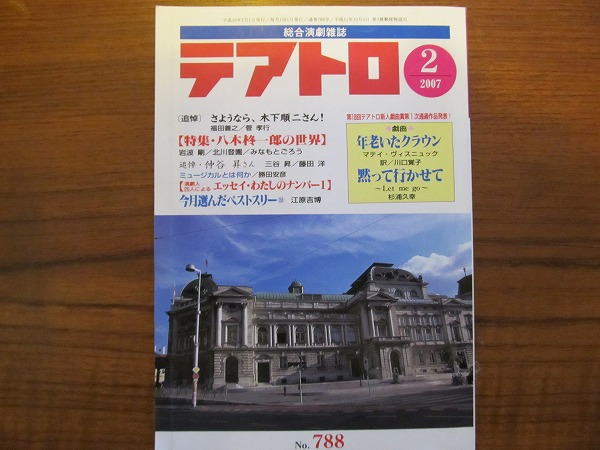 総合演劇雑誌
テアトロ
2
2007
[追悼] さようなら、木下順二さん!
福田善之/菅 孝行
【特集・八木柊一郎の世界】
岩波 剛/北川登園/みなもとごろう
追悼・仲谷 昇さん 三谷 昇/藤田 洋
ミュージカルとは何か/勝田安彦
【演劇人25人による エッセイ・わたしのナンバー1】
今月選んだベストスリー 江原吉博
第18回テアトロ新人戯曲賞第1次通過作品発表!
戯曲
年老いたクラウン
マテイ・ヴィスニュック
訳/川口覚子
黙って行かせて
~Let me go~
杉浦久幸
No. 788